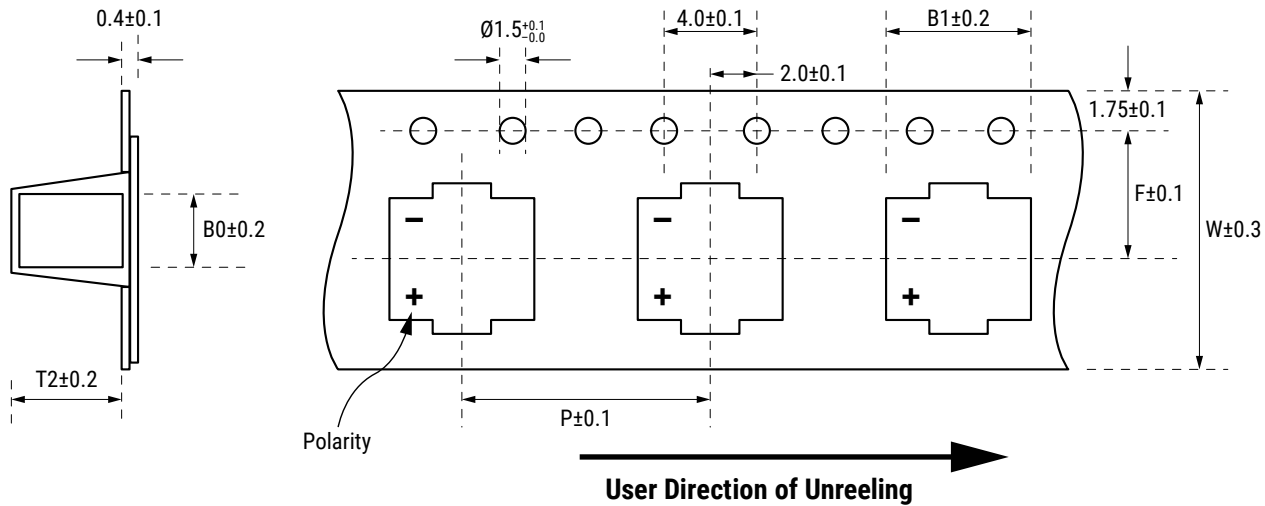 0.4±0.1
Ø1.5+0.1−0.0
4.0±0.1
B1±0.2
2.0±0.1
1.75±0.1
−
−
−
B0±0.2
F±0.1
W±0.3
+
+
+
T2±0.2
P±0.1
Polarity
User Direction of Unreeling